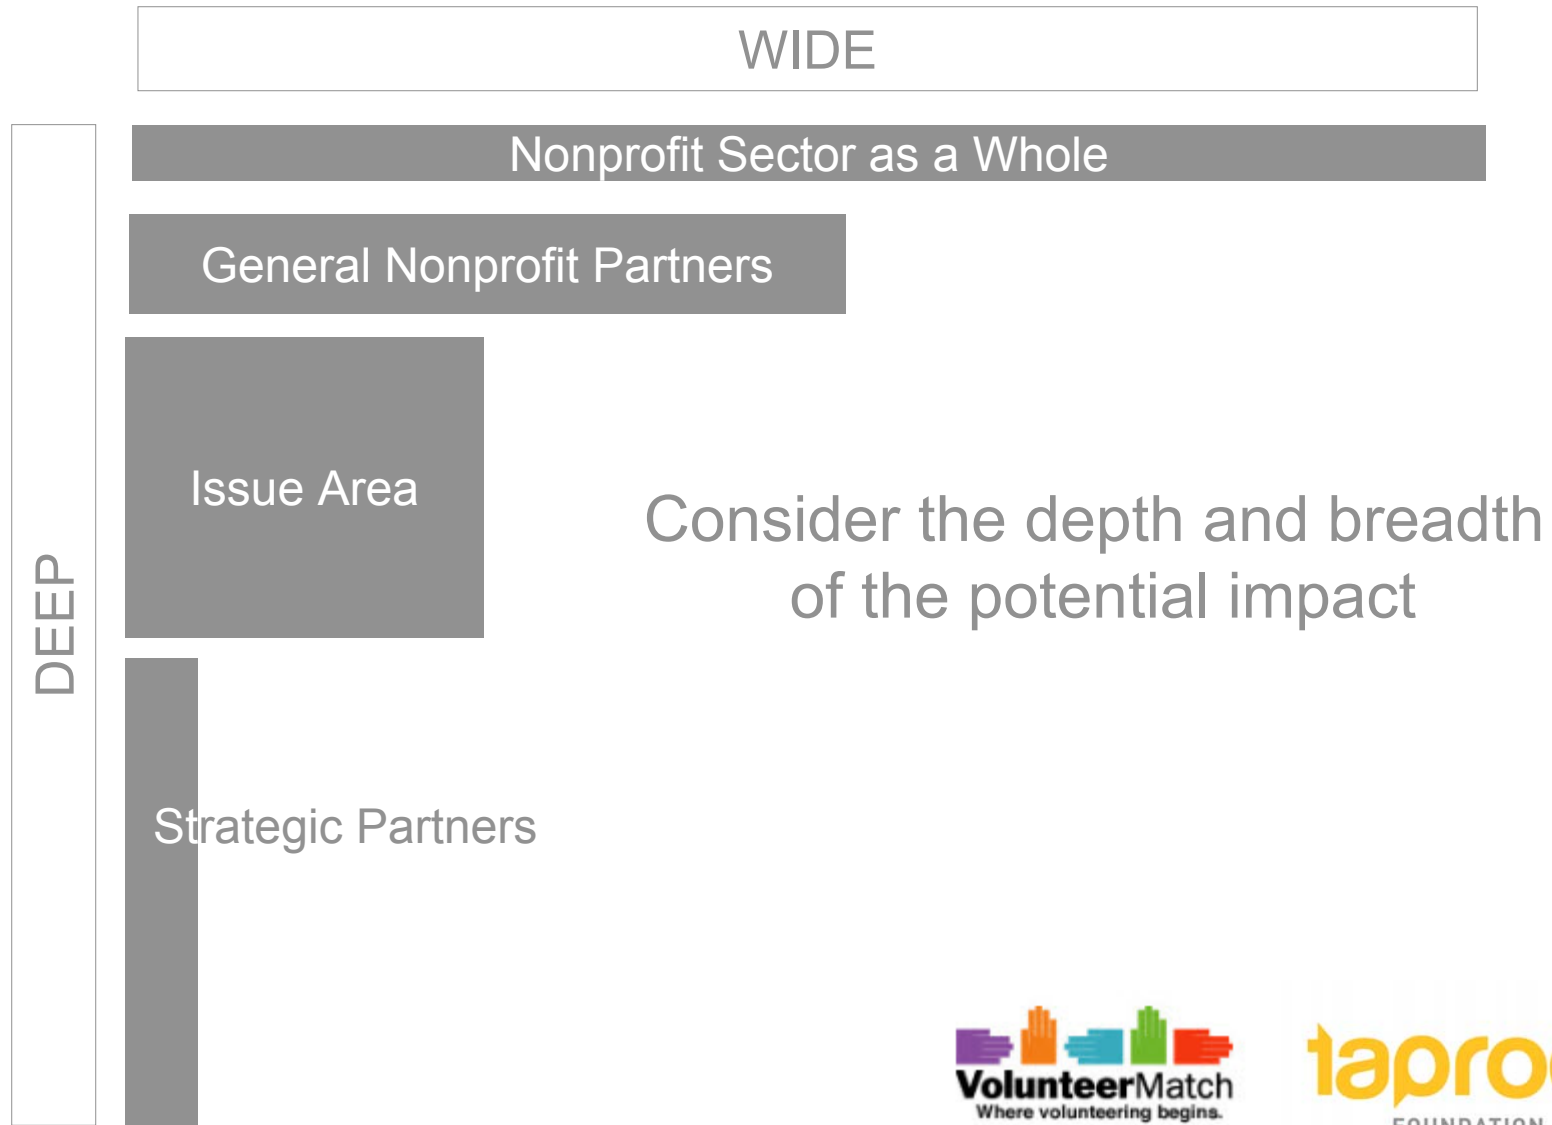 WIDE
DEEP
Nonprofit Sector as a Whole
General Nonprofit Partners
Issue Area
Consider the depth and breadth
of the potential impact
Strategic Partners
VolunteerMatch
Where volunteering begins.
FOUNDATION